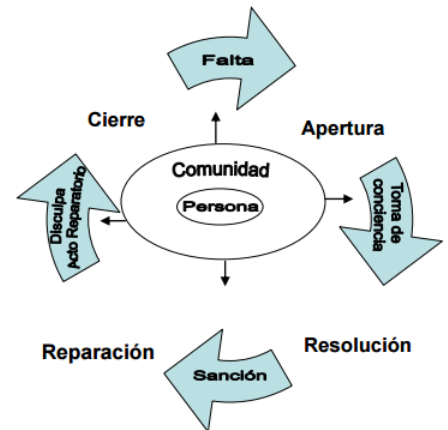 Falta
Cierre
Apertura
Comunidad
Persona
Toma de
conciencia
Disculpa
Acto Reparatorio
Reparación
Resolución
Sanción